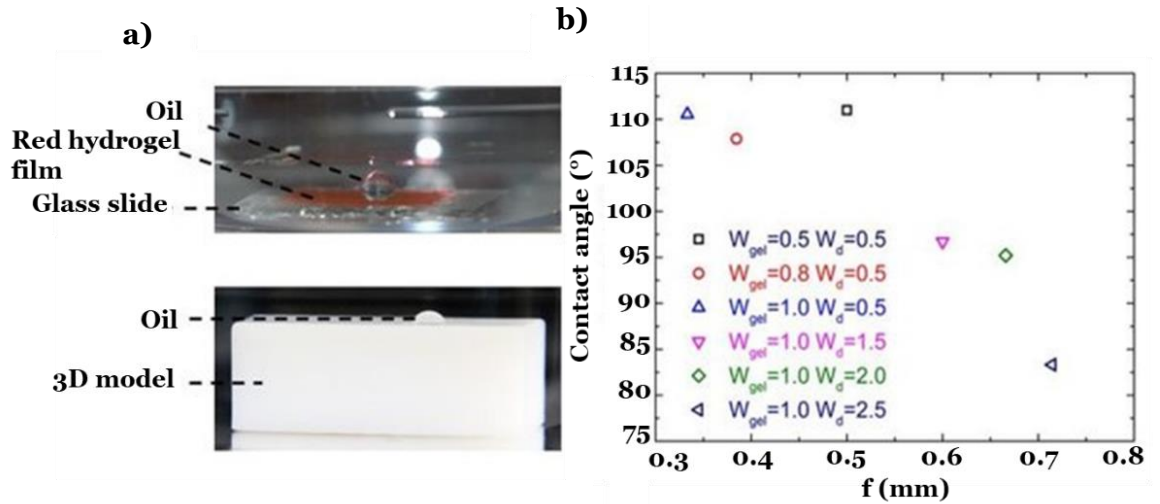 a)
Oil
Red hydrogel
film
Glass slide
Oil
3D model
b)
115
110
105
100
95
90
85
80
75
Contact angle (°)
W_gel=0.5 W_d=0.5
W_gel=0.8 W_d=0.5
W_gel=1.0 W_d=0.5
W_gel=1.0 W_d=1.5
W_gel=1.0 W_d=2.0
W_gel=1.0 W_d=2.5
0.3 0.4 0.5 0.6 0.7 0.8
f (mm)